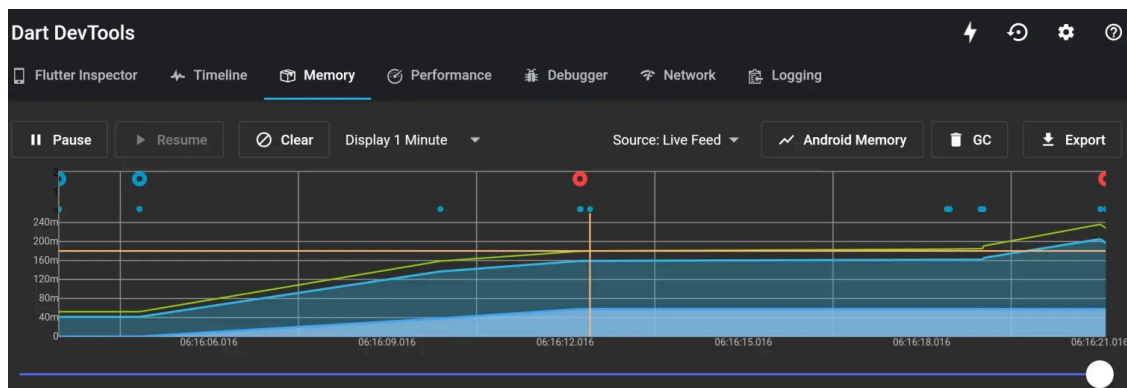 Dart DevTools
Flutter Inspector Timeline Memory Performance Debugger Network Logging
Pause Resume Clear Display 1 Minute Source: Live Feed Android Memory GC Export
240m
200m
160m
120m
80m
40m
0
06:16:06.016 06:16:09.016 06:16:12.016 06:16:15.016 06:16:18.016 06:16:21.016